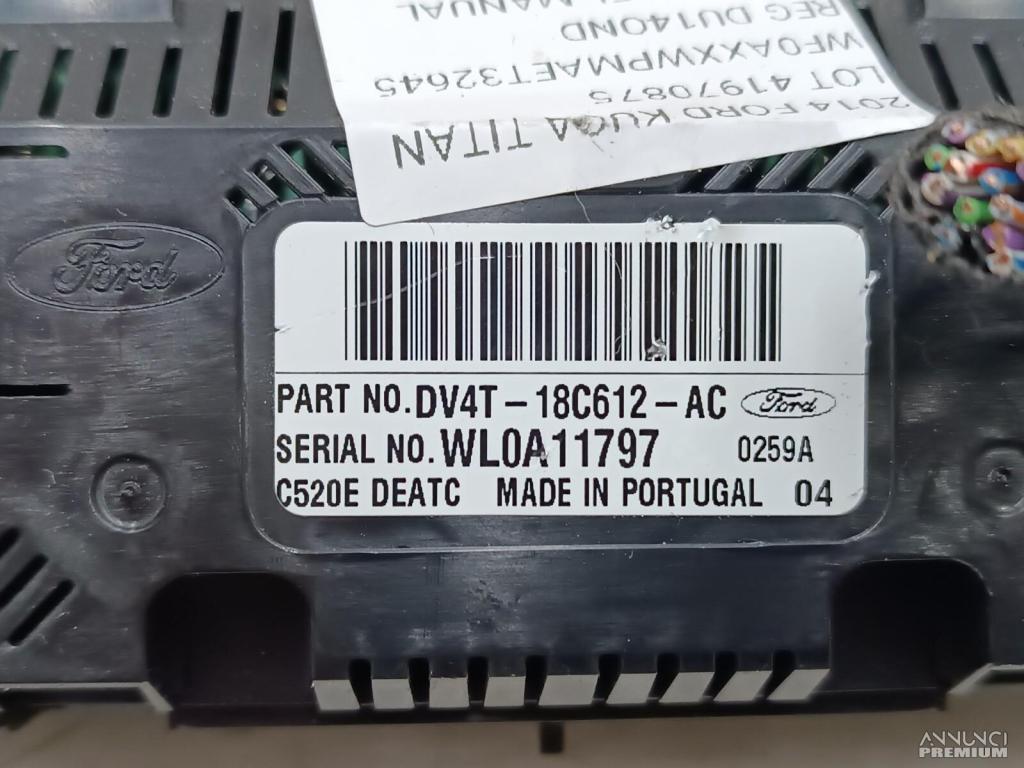 2014 FORD KUGA TITAN
LOT 41970875
WF0AXXWPMAET32645
REG DU14OND
MANUAL
Ford
PART NO. DV4T-18C612-AC Ford
SERIAL NO. WL0A11797 0259A
C520E DEATC MADE IN PORTUGAL 04
ANNUNCI
PREMIUM